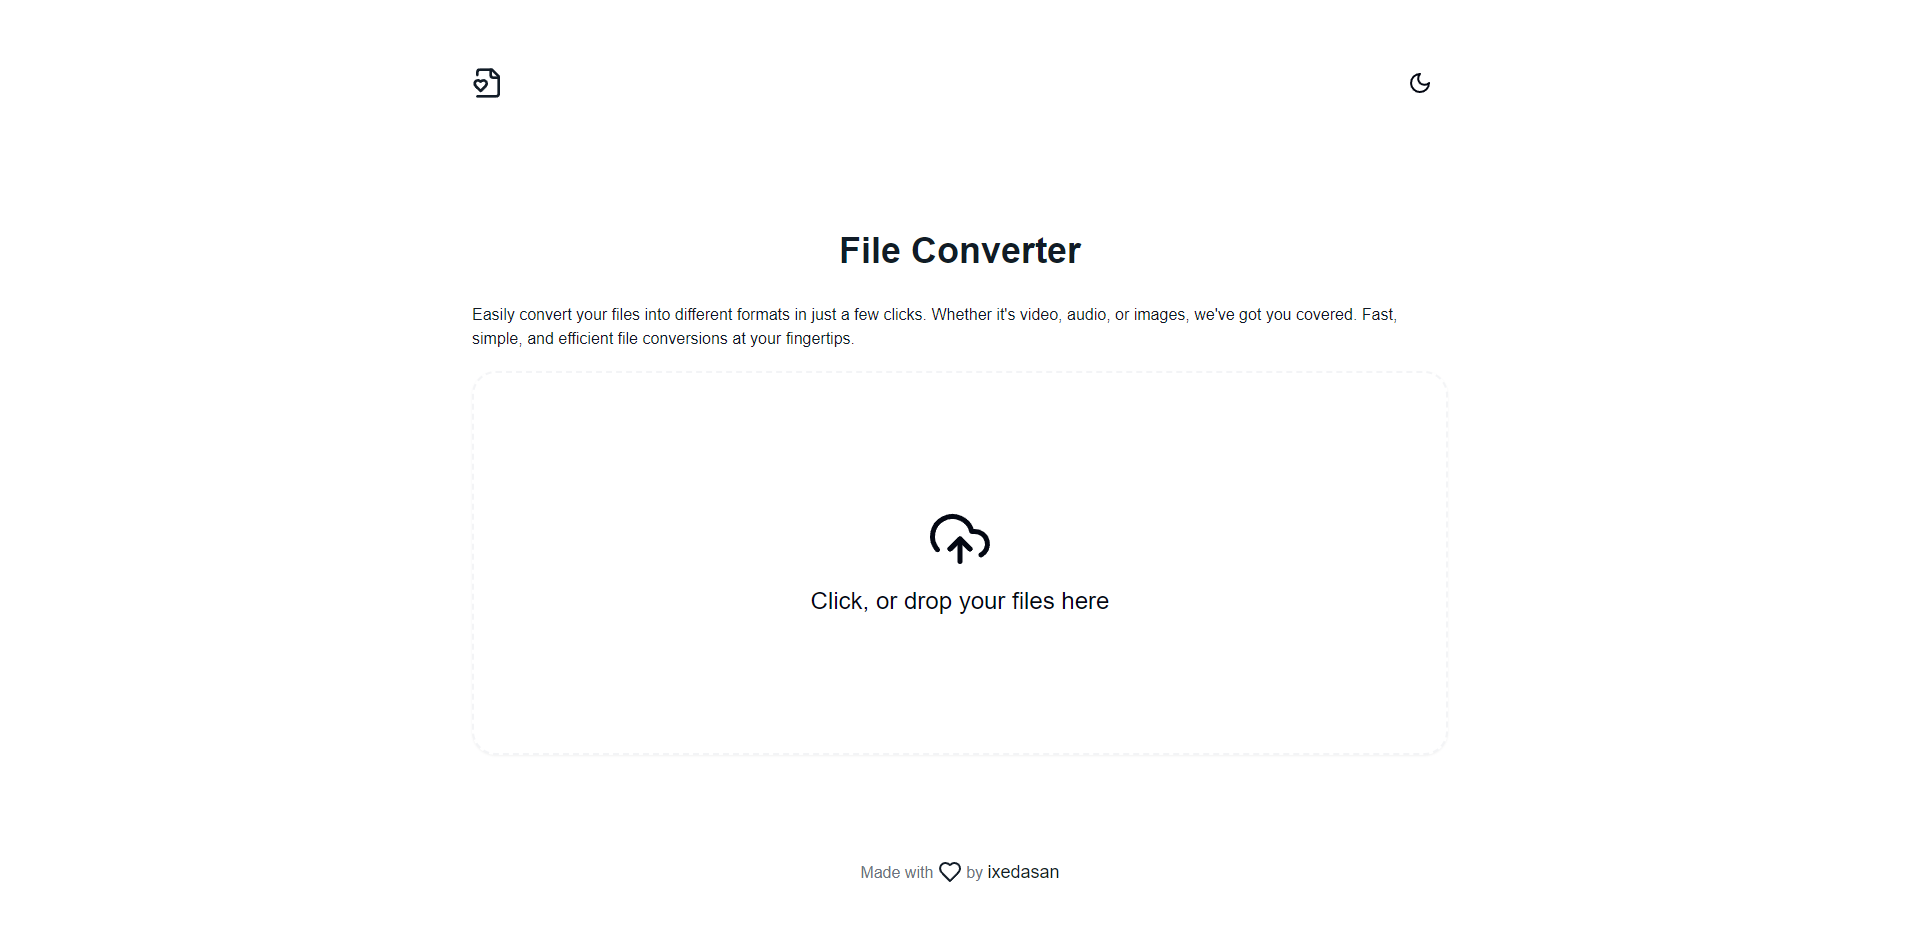 File Converter
Easily convert your files into different formats in just a few clicks. Whether it's video, audio, or images, we've got you covered. Fast,
simple, and efficient file conversions at your fingertips.
Click, or drop your files here
Made with by ixedasan